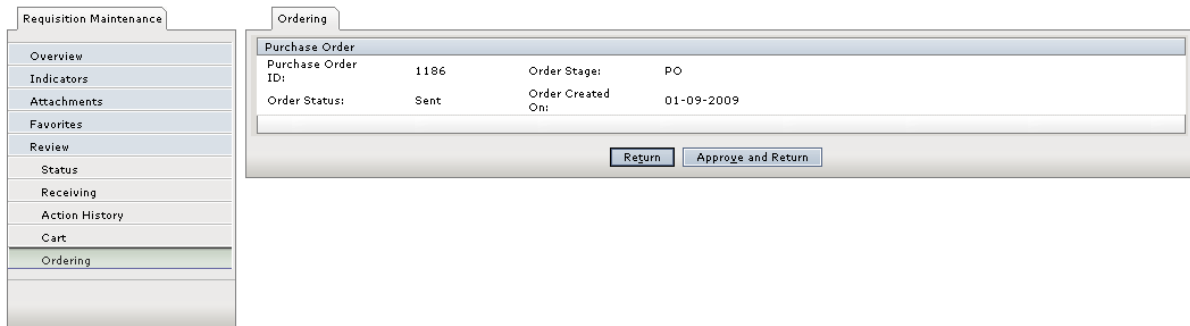 Requisition Maintenance
Overview
Indicators
Attachments
Favorites
Review
Status
Receiving
Action History
Cart
Ordering
Ordering
Purchase Order
Purchase Order ID: 1186 Order Stage: PO
Order Status: Sent Order Created On: 01-09-2009
Return Approve and Return